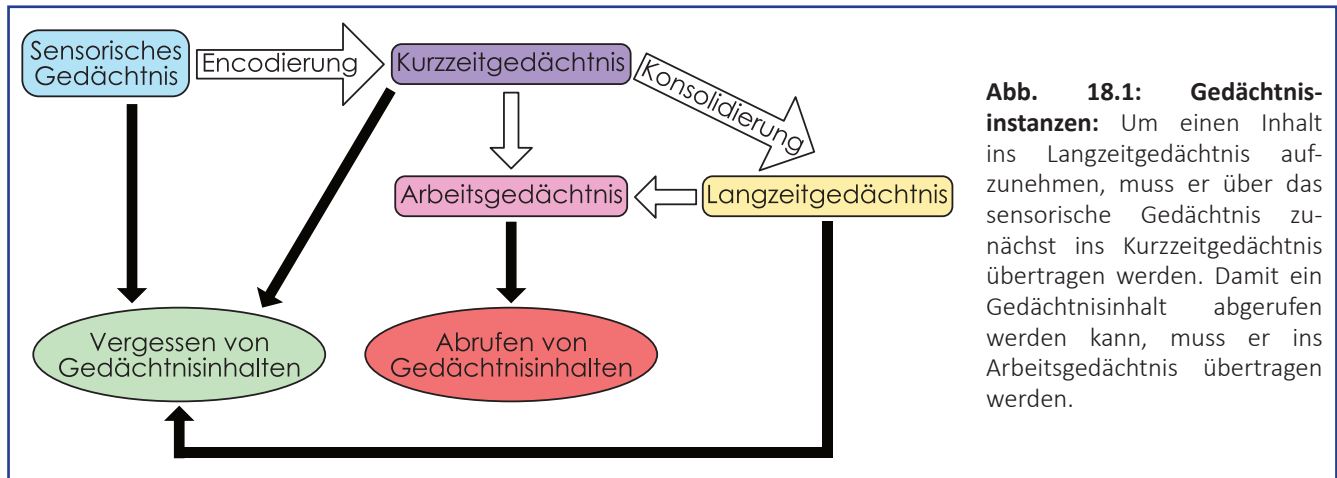 Sensorisches
Gedächtnis
Encodierung
Kurzzeitgedächtnis
Konsolidierung
Arbeitsgedächtnis
Langzeitgedächtnis
Vergessen von
Gedächtnisinhalten
Abrufen von
Gedächtnisinhalten
Abb. 18.1: Gedächtnis-
instanzen: Um einen Inhalt
ins Langzeitgedächtnis auf-
zunehmen, muss er über das
sensorische Gedächtnis zu-
nächst ins Kurzzeitgedächtnis
übertragen werden. Damit ein
Gedächtnisinhalt abgerufen
werden kann, muss er ins
Arbeitsgedächtnis übertragen
werden.